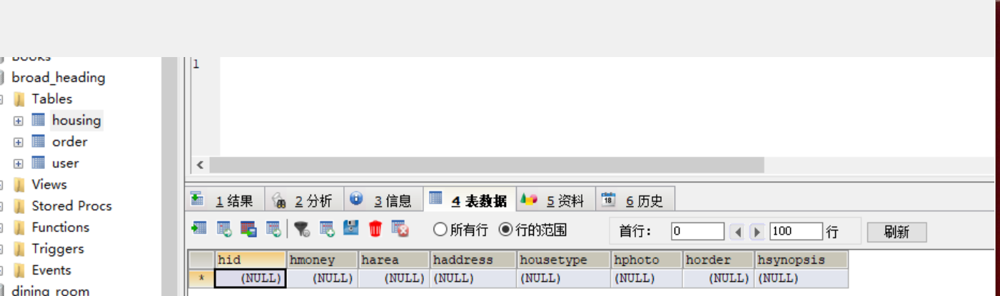 books
broad_heading
Tables
housing
order
user
Views
Stored Procs
Functions
Triggers
Events
dining_room
1
1 结果 2 分析 3 信息 4 表数据 5 资料 6 历史
所有行 行的范围 首行: 0 100 行 刷新
hid hmoney harea haddress housetype hphoto horder hsynopsis
* (NULL) (NULL) (NULL) (NULL) (NULL) (NULL) (NULL) (NULL)